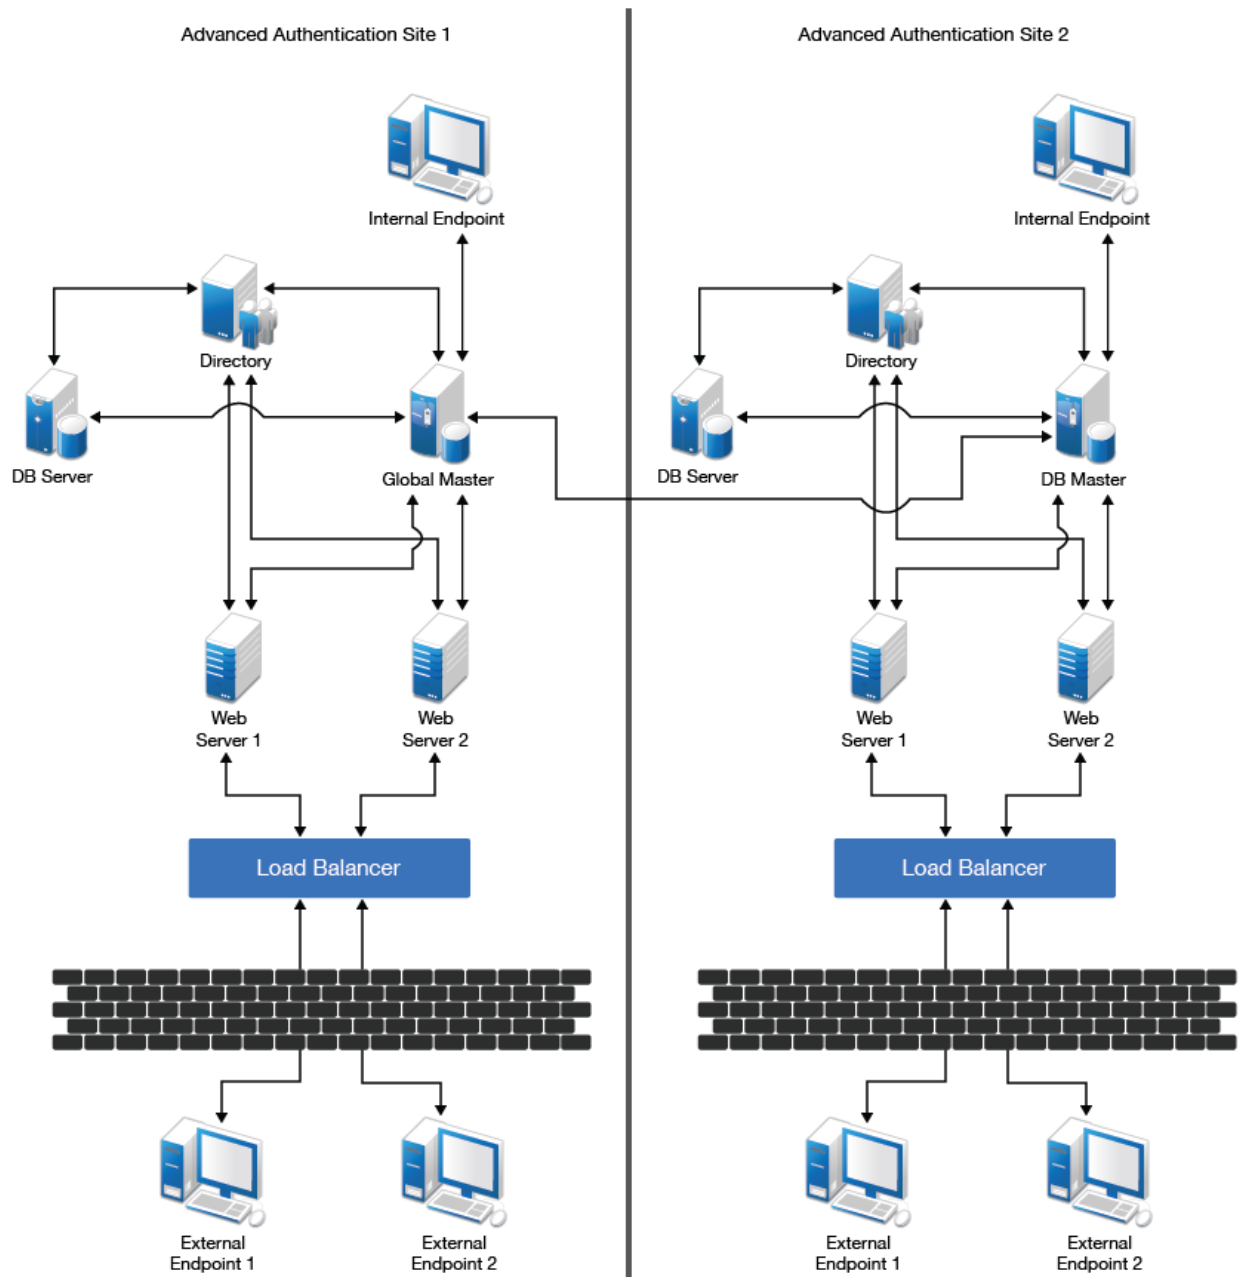 Advanced Authentication Site 1
Internal Endpoint
Directory
DB Server
Global Master
Web
Server 1
Web
Server 2
Load Balancer
External
Endpoint 1
External
Endpoint 2
Advanced Authentication Site 2
Internal Endpoint
Directory
DB Server
DB Master
Web
Server 1
Web
Server 2
Load Balancer
External
Endpoint 1
External
Endpoint 2